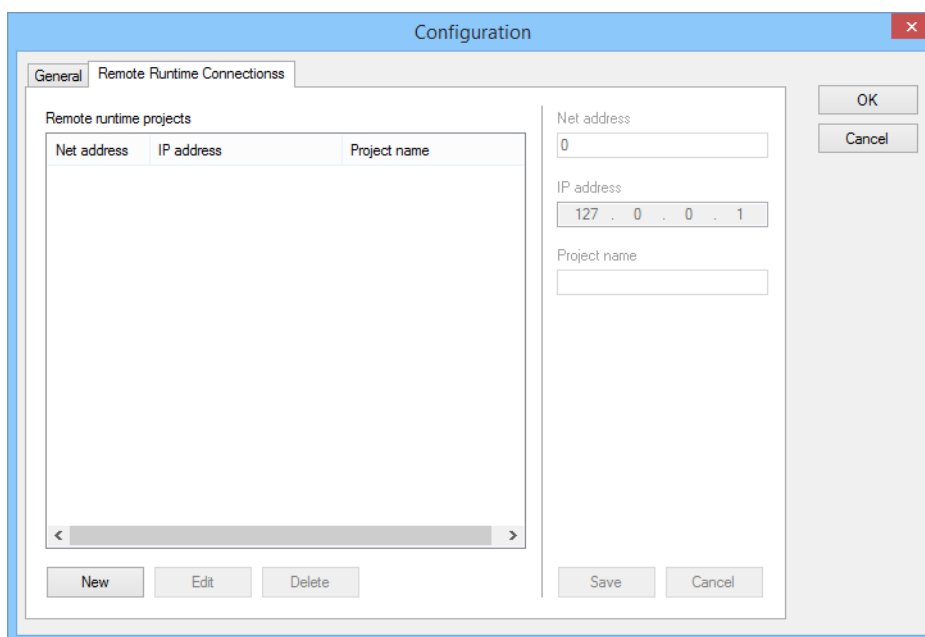 Configuration
General
Remote Runtime Connectionss
OK
Cancel
Remote runtime projects
Net address IP address Project name
Net address
0
IP address
127 . 0 . 0 . 1
Project name
New Edit Delete
Save Cancel